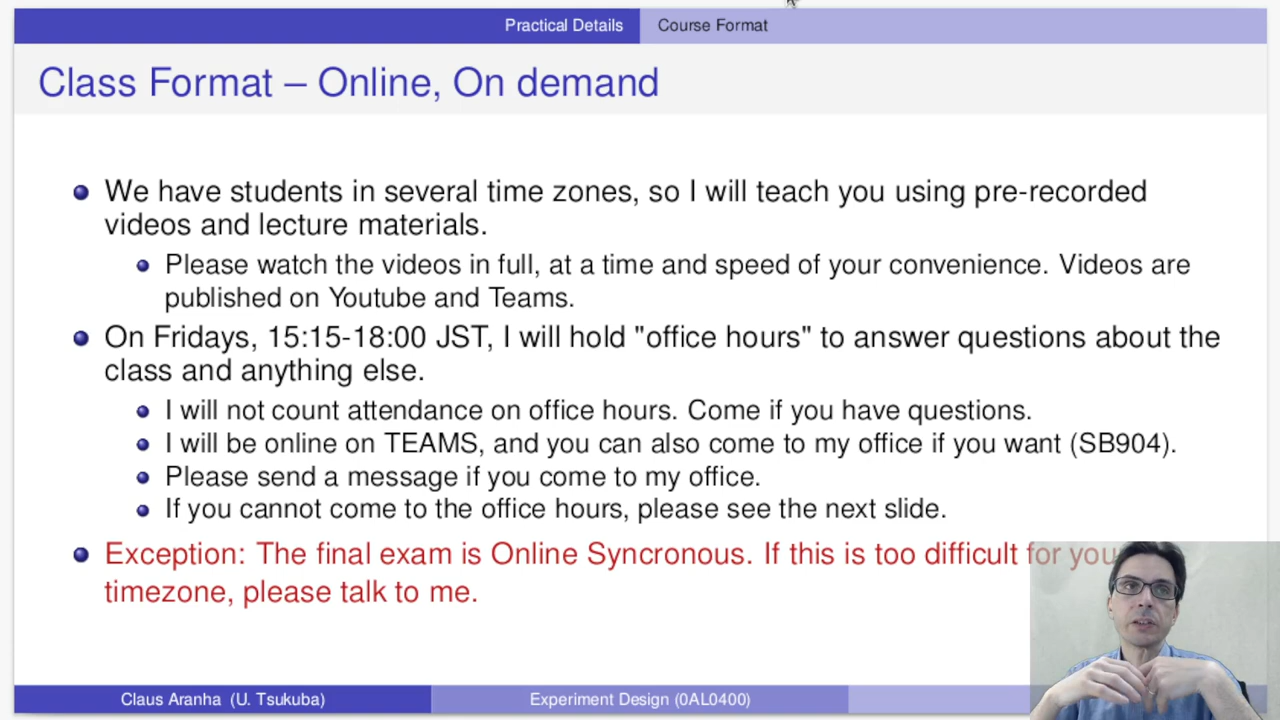 Practical Details Course Format
Class Format – Online, On demand
We have students in several time zones, so I will teach you using pre-recorded
videos and lecture materials.
Please watch the videos in full, at a time and speed of your convenience. Videos are
published on Youtube and Teams.
On Fridays, 15:15-18:00 JST, I will hold "office hours" to answer questions about the
class and anything else.
I will not count attendance on office hours. Come if you have questions.
I will be online on TEAMS, and you can also come to my office if you want (SB904).
Please send a message if you come to my office.
If you cannot come to the office hours, please see the next slide.
Exception: The final exam is Online Syncronous. If this is too difficult for you
timezone, please talk to me.
Claus Aranha (U. Tsukuba) Experiment Design (0AL0400)